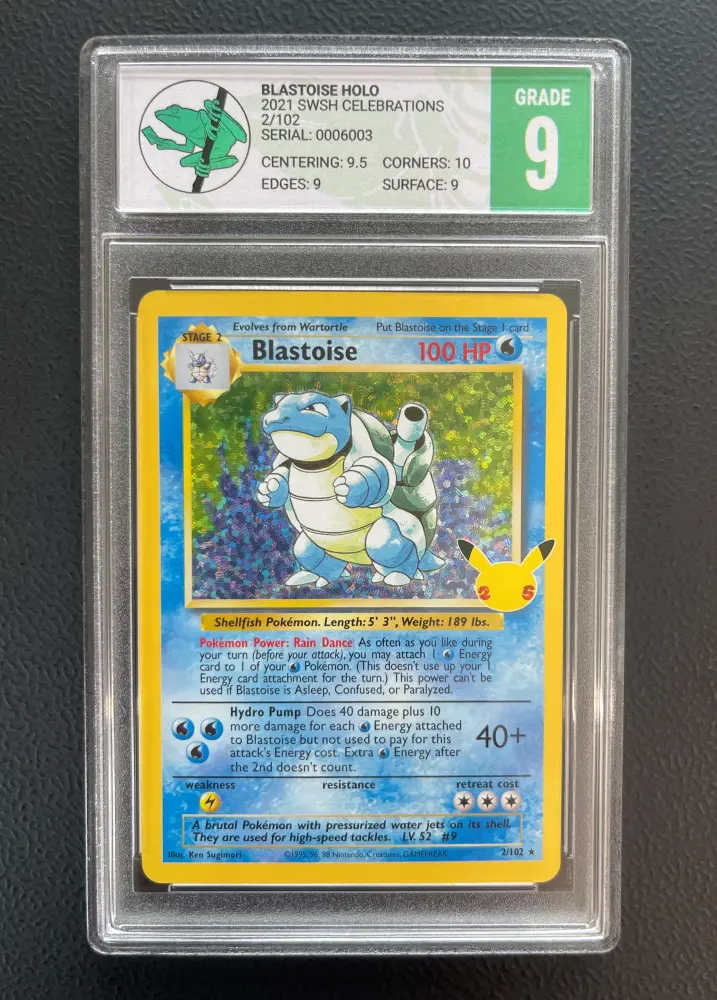 BLASTOISE HOLO
2021 SWSH CELEBRATIONS
2/102
SERIAL: 0006003
CENTERING: 9.5 CORNERS: 10
EDGES: 9 SURFACE: 9
GRADE
9
Evolves from Wartortle Put Blastoise on the Stage 1 card
STAGE 2
Blastoise 100 HP
25
Shellfish Pokémon. Length: 5' 3", Weight: 189 lbs.
Pokémon Power: Rain Dance As often as you like during
your turn (before your attack), you may attach 1 Energy
card to 1 of your Pokémon. (This doesn't use up your 1
Energy card attachment for the turn.) This power can't be
used if Blastoise is Asleep, Confused, or Paralyzed.
Hydro Pump Does 40 damage plus 10
more damage for each Energy attached
to Blastoise but not used to pay for this
attack's Energy cost. Extra Energy after
the 2nd doesn't count.
40+
weakness resistance retreat cost
A brutal Pokémon with pressurized water jets on its shell.
They are used for high-speed tackles. LV. 52 #9
Illus. Ken Sugimori ©1995, 96, 98 Nintendo, Creatures, GAMEFREAK. 2/102 ★